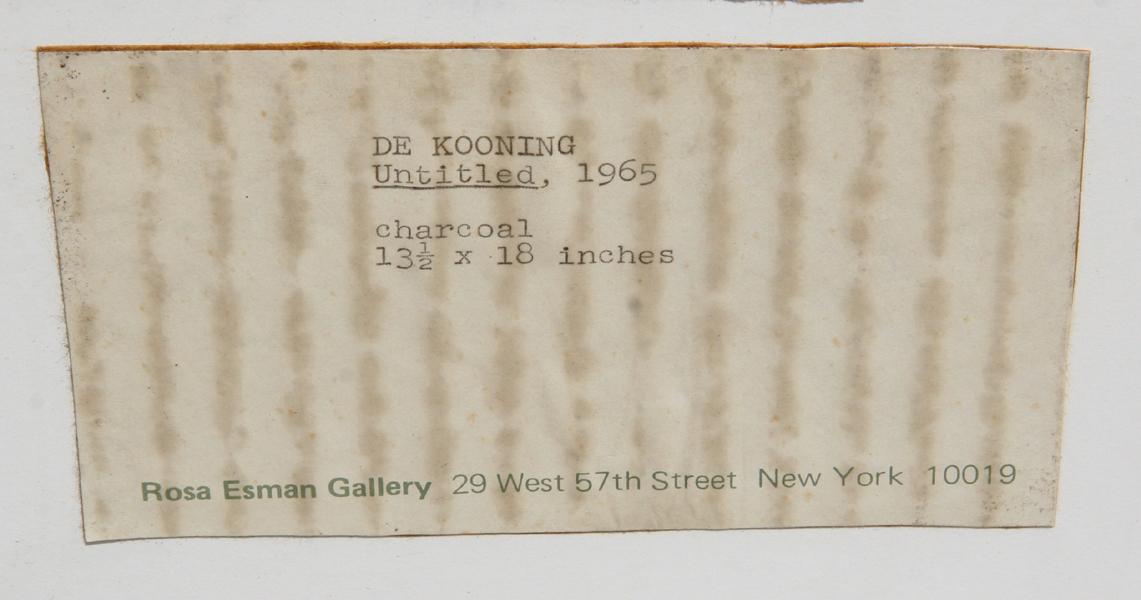 DE KOONING
Untitled, 1965
charcoal
13½ x 18 inches
Rosa Esman Gallery 29 West 57th Street New York 10019